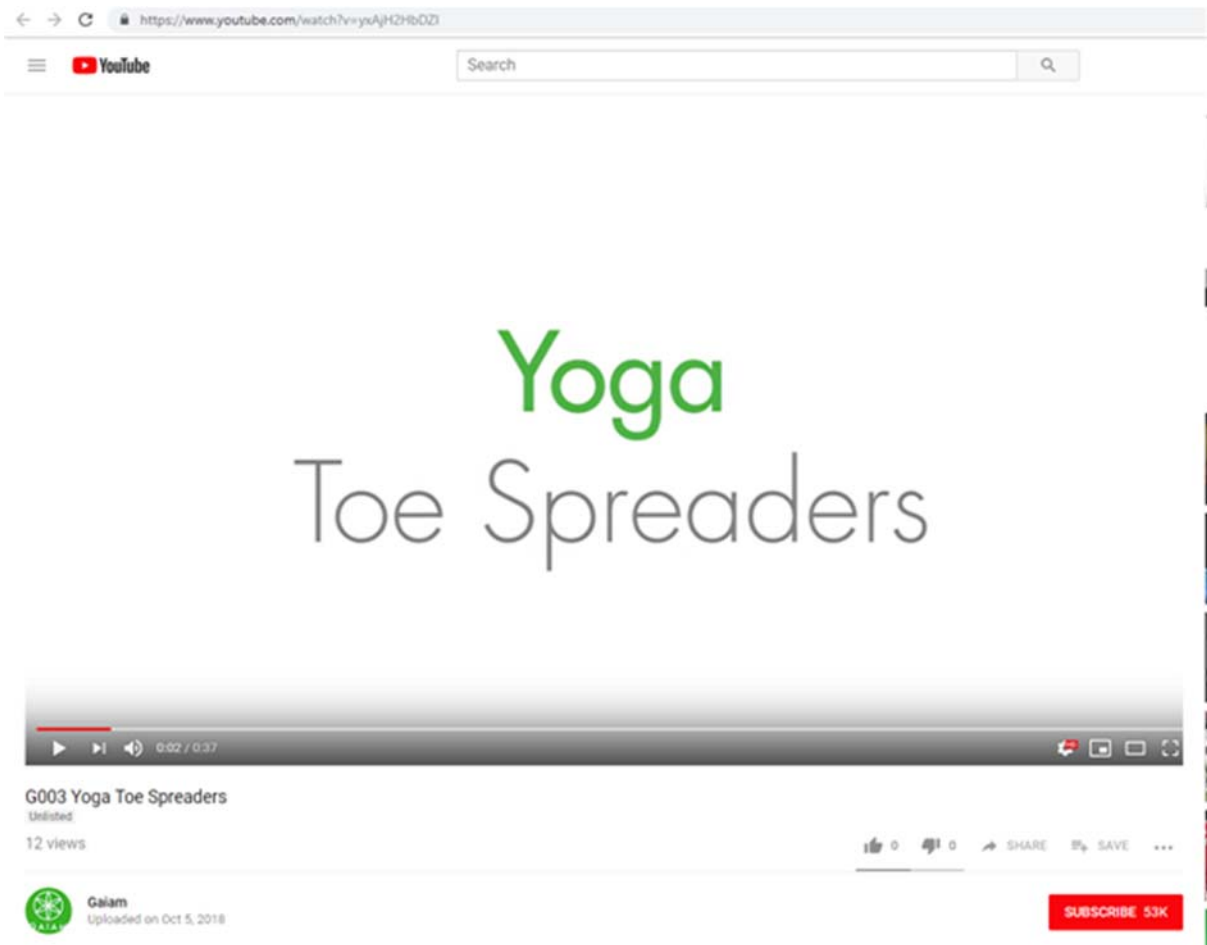 https://www.youtube.com/watch?v=yxAjH2HbDZI
YouTube
Search
Yoga
Toe Spreaders
0:02 / 0:37
G003 Yoga Toe Spreaders
Unlisted
12 views
0 0 SHARE SAVE
GAIAM
Gaiam
Uploaded on Oct 5, 2018
SUBSCRIBE 53K